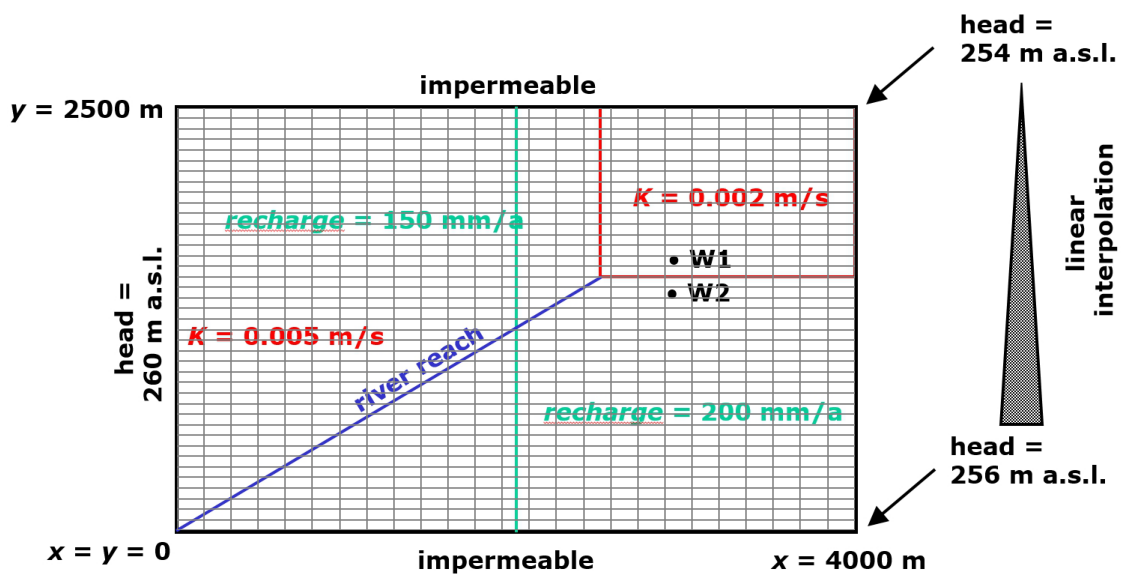 head =
254 m a.s.l.
impermeable
y = 2500 m
K = 0.002 m/s
recharge = 150 mm/a
linear
interpolation
W1
W2
head =
260 m a.s.l.
K = 0.005 m/s
river reach
recharge = 200 mm/a
head =
256 m a.s.l.
x = y = 0
impermeable
x = 4000 m